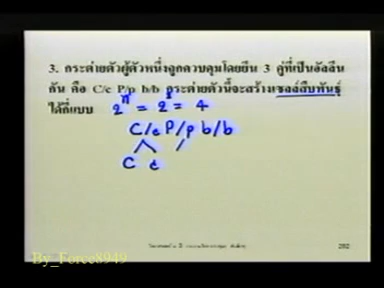 3. กระต่ายตัวผู้ตัวหนึ่งถูกควบคุมโดยยีน 3 คู่ที่เป็นอัลลีล
กัน คือ C/c P/p b/b กระต่ายตัวนี้จะสร้างเซลล์สืบพันธุ์
ได้กี่แบบ 2ⁿ = 2² = 4
C/c P/p b/b
C c
202
By_Force8949